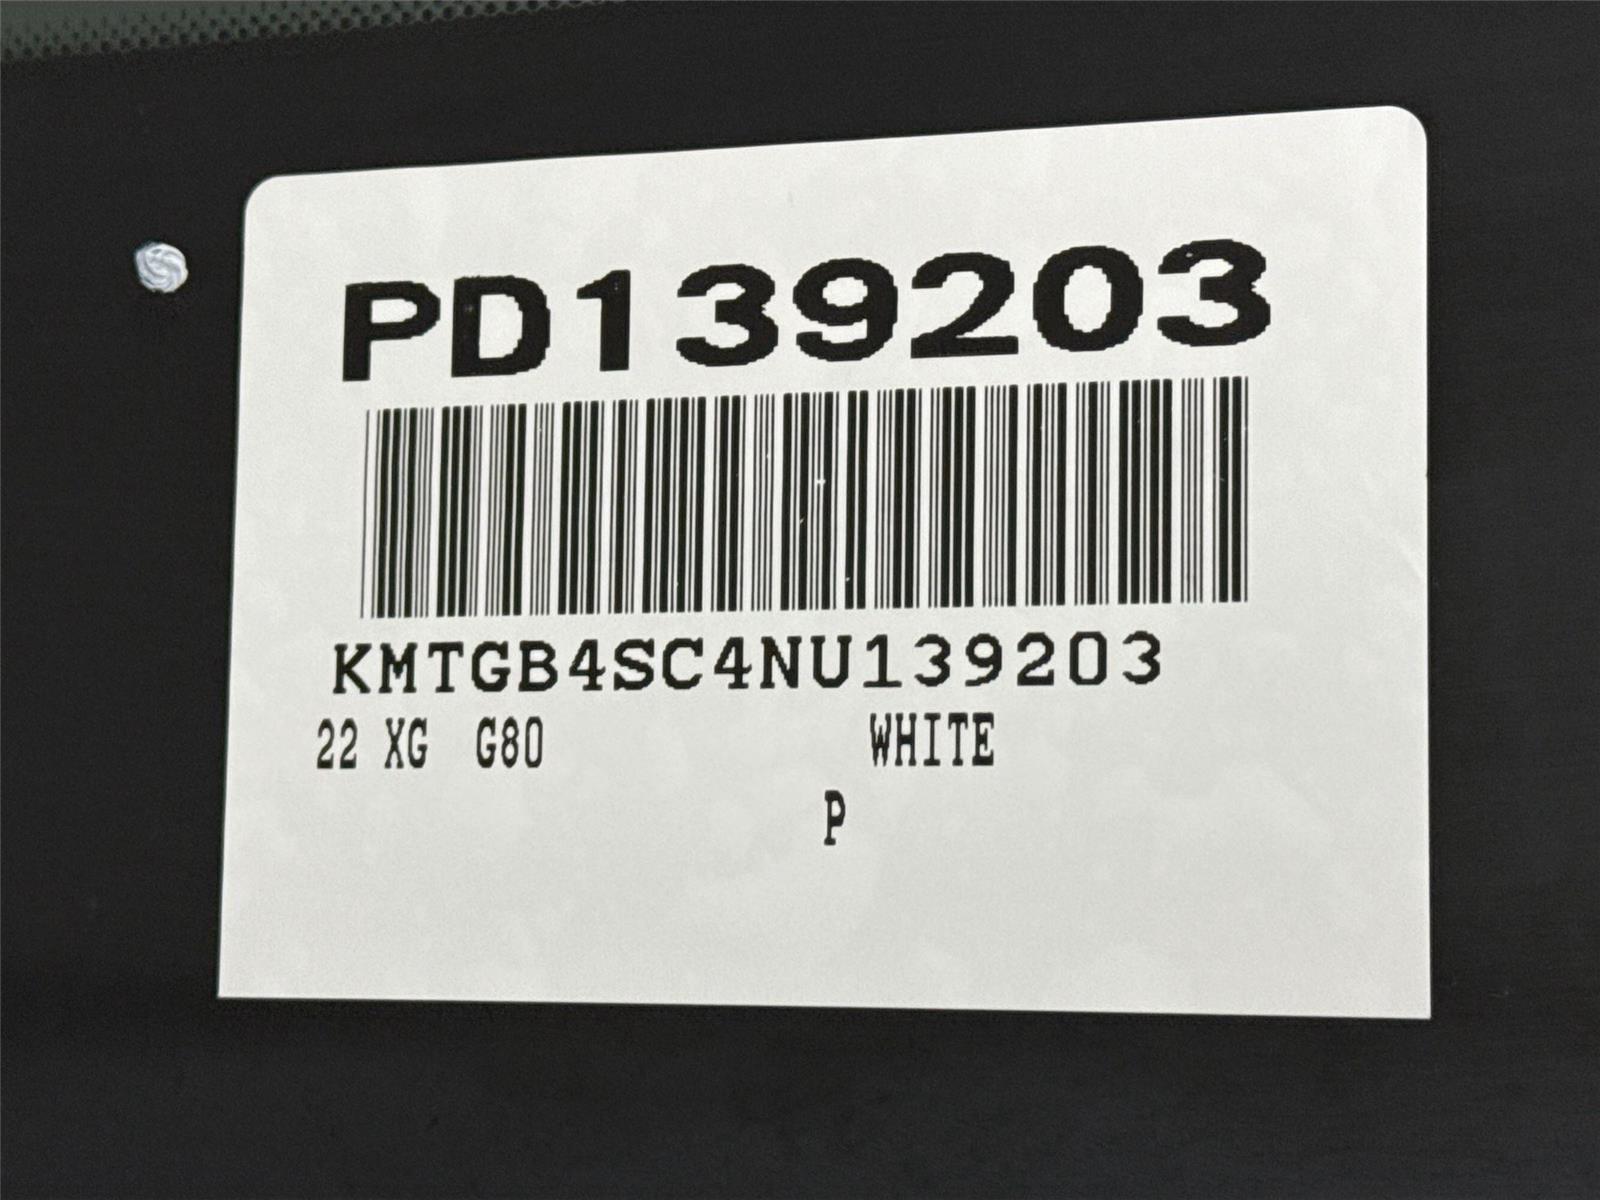 PD139203
KMTGB4SC4NU139203
22 XG G80 WHITE
P